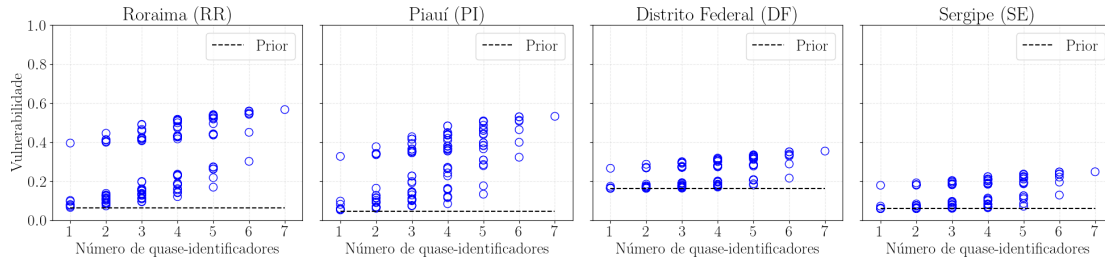 Roraima (RR)
Piauí (PI)
Distrito Federal (DF)
Sergipe (SE)
Vulnerabilidade
1.0
0.8
0.6
0.4
0.2
0.0
Prior
Prior
Prior
Prior
1 2 3 4 5 6 7
1 2 3 4 5 6 7
1 2 3 4 5 6 7
1 2 3 4 5 6 7
Número de quase-identificadores
Número de quase-identificadores
Número de quase-identificadores
Número de quase-identificadores